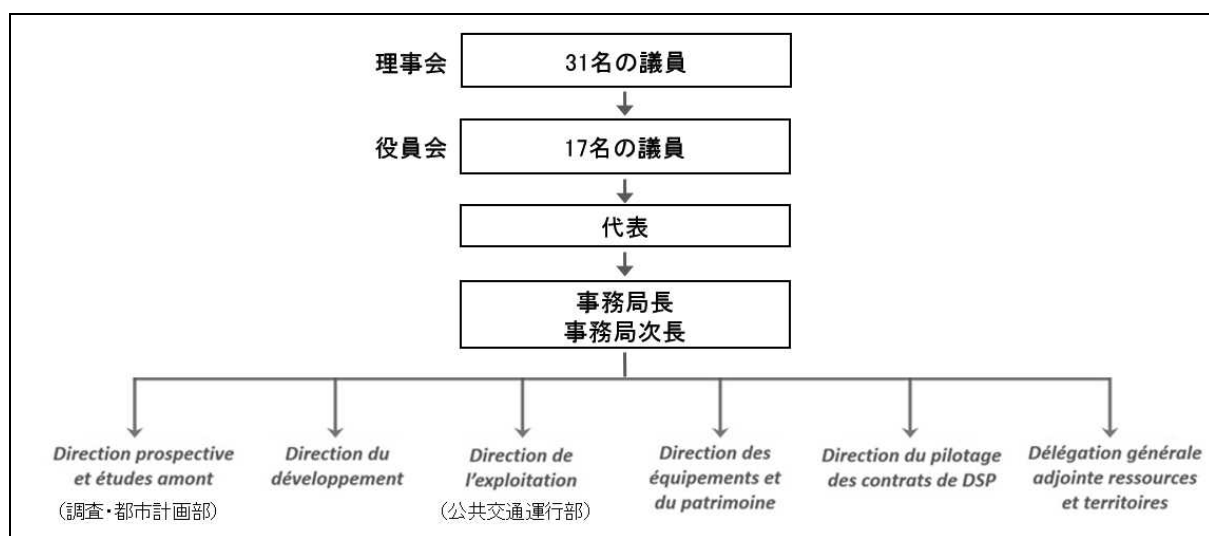 理事会
31名の議員
役員会
17名の議員
代表
事務局長
事務局次長
Direction prospective
et études amont
(調査・都市計画部)
Direction du
développement
Direction de
l'exploitation
(公共交通運行部)
Direction des
équipements et
du patrimoine
Direction du pilotage
des contrats de DSP
Délégation générale
adjointe ressources
et territoires